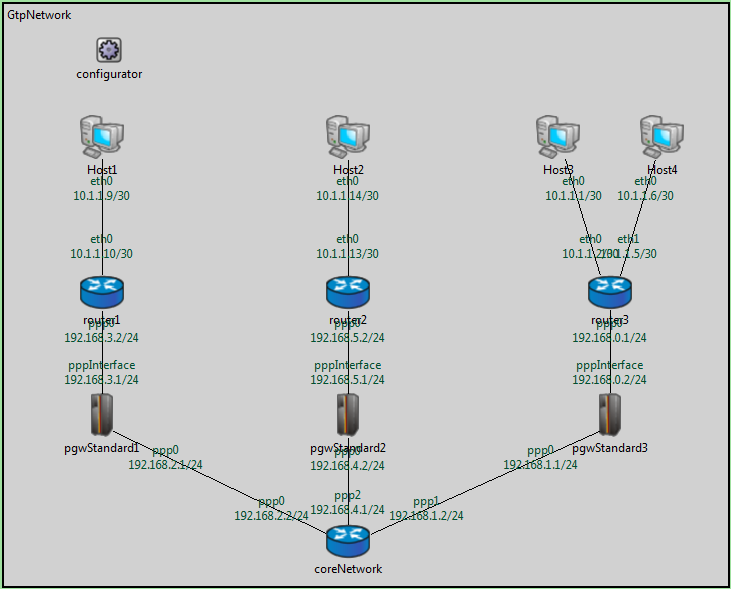 GtpNetwork
configurator
Host1
Host2
Host3
Host4
eth0
eth0
eth0
eth0
10.1.1.9/30
10.1.1.14/30
10.1.1.1/30
10.1.1.6/30
eth0
eth0
eth0
eth1
10.1.1.10/30
10.1.1.13/30
10.1.1.2/30
10.1.1.5/30
router1
router2
router3
ppp0
ppp0
ppp0
192.168.3.2/24
192.168.5.2/24
192.168.0.1/24
pppInterface
pppInterface
pppInterface
192.168.3.1/24
192.168.5.1/24
192.168.0.2/24
pgwStandard1
pgwStandard2
pgwStandard3
ppp0
ppp0
ppp0
192.168.2.1/24
192.168.4.2/24
192.168.1.1/24
ppp0
ppp2
ppp1
192.168.2.2/24
192.168.4.1/24
192.168.1.2/24
coreNetwork